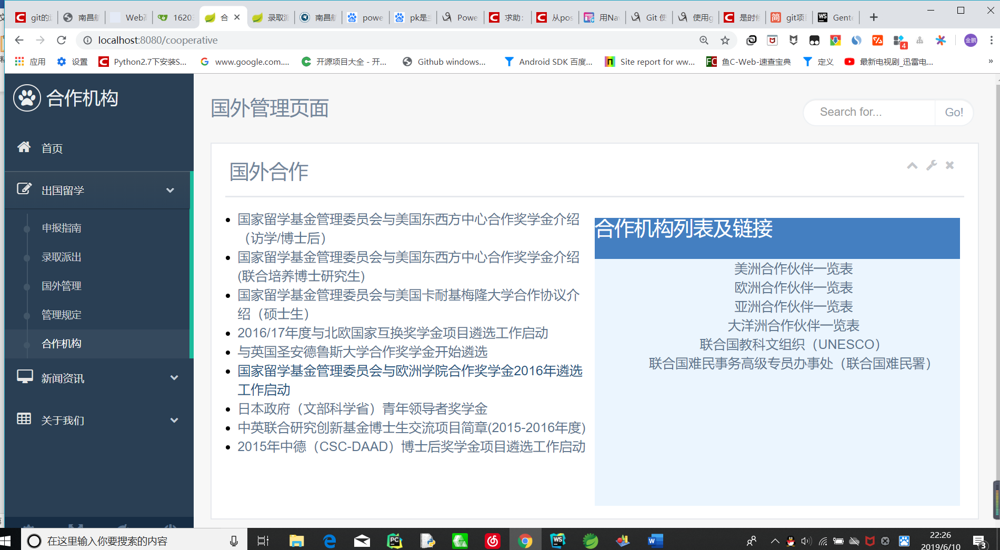 git的
南昌航
Web
1620
合
录取派
南昌航
powe
pk是
Powe
求助:
从pos
用Na
Git 使
使用g
是时
git项
Gent
localhost:8080/cooperative
4
金鹏
应用
设置
Python2.7下安装S...
www.google.com....
开源项目大全 - 开...
Github windows...
Android SDK 百度...
Site report for ww...
鱼C-Web-速查宝典
定义
最新电视剧_迅雷电...
»
合作机构
首页
出国留学
申报指南
录取派出
国外管理
管理规定
合作机构
新闻资讯
关于我们
国外管理页面
Search for...
Go!
国外合作
国家留学基金管理委员会与美国东西方中心合作奖学金介绍
（访学/博士后）
国家留学基金管理委员会与美国东西方中心合作奖学金介绍
(联合培养博士研究生)
国家留学基金管理委员会与美国卡耐基梅隆大学合作协议介
绍（硕士生）
2016/17年度与北欧国家互换奖学金项目遴选工作启动
与英国圣安德鲁斯大学合作奖学金开始遴选
国家留学基金管理委员会与欧洲学院合作奖学金2016年遴选
工作启动
日本政府（文部科学省）青年领导者奖学金
中英联合研究创新基金博士生交流项目简章(2015-2016年度)
2015年中德（CSC-DAAD）博士后奖学金项目遴选工作启动
合作机构列表及链接
美洲合作伙伴一览表
欧洲合作伙伴一览表
亚洲合作伙伴一览表
大洋洲合作伙伴一览表
联合国教科文组织（UNESCO）
联合国难民事务高级专员办事处（联合国难民署）
在这里输入你要搜索的内容
22:26
2019/6/10
3